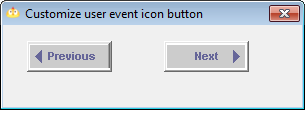 Customize user event icon button
Previous
Next